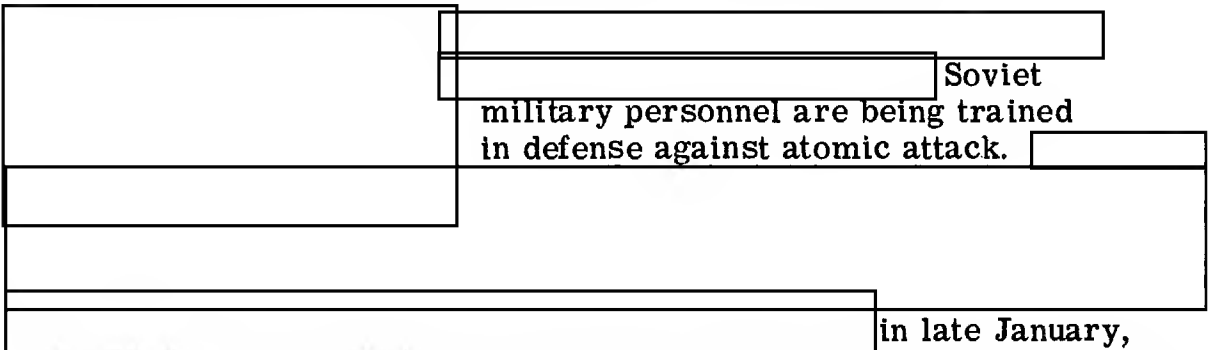 Soviet
military personnel are being trained
in defense against atomic attack.
in late January,